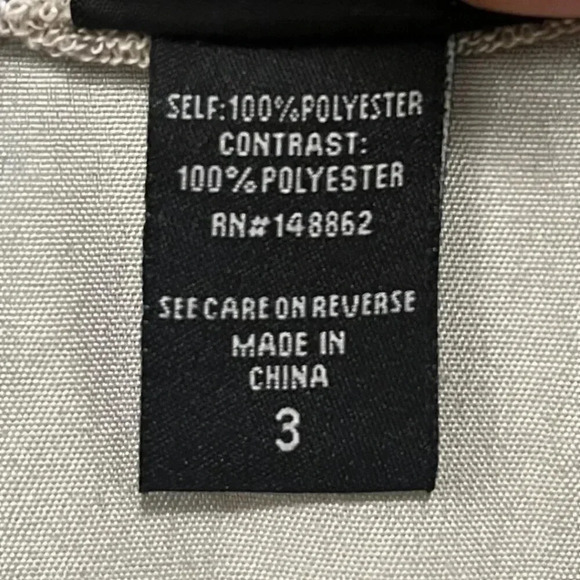 SELF:100%POLYESTER
CONTRAST:
100%POLYESTER
RN#148862
SEE CARE ON REVERSE
MADE IN
CHINA
3